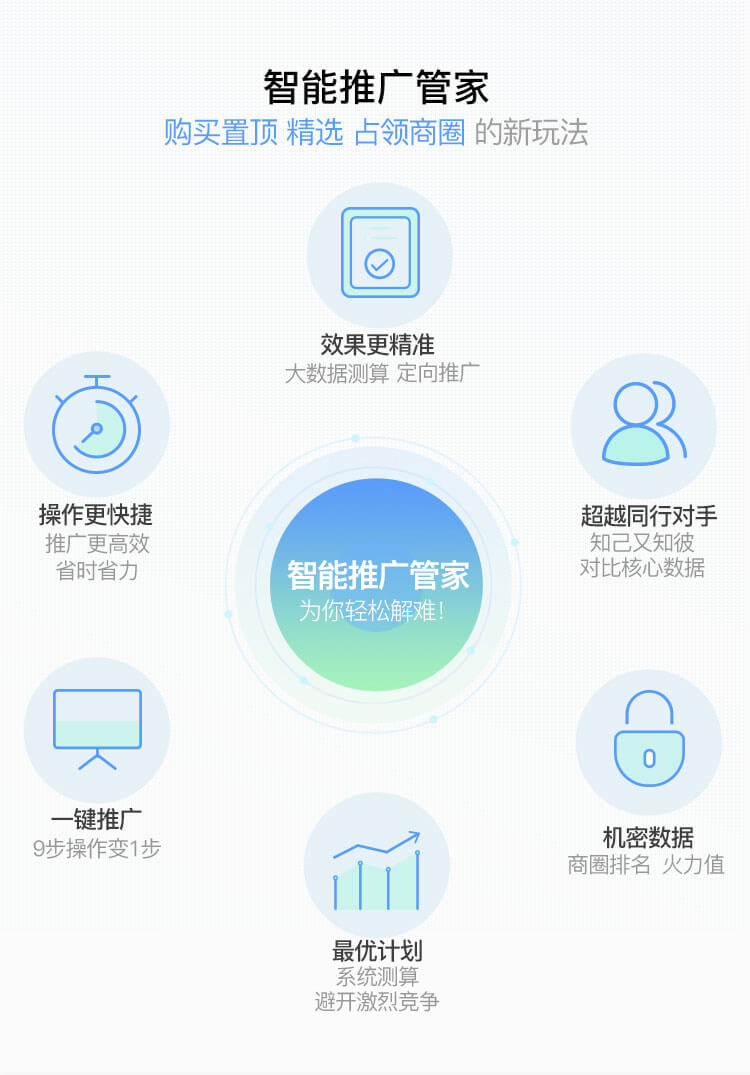 智能推广管家
购买置顶 精选 占领商圈 的新玩法
效果更精准
大数据测算 定向推广
操作更快捷
推广更高效
省时省力
超越同行对手
知己又知彼
对比核心数据
智能推广管家
为你轻松解难!
一键推广
9步操作变1步
机密数据
商圈排名 火力值
最优计划
系统测算
避开激烈竞争